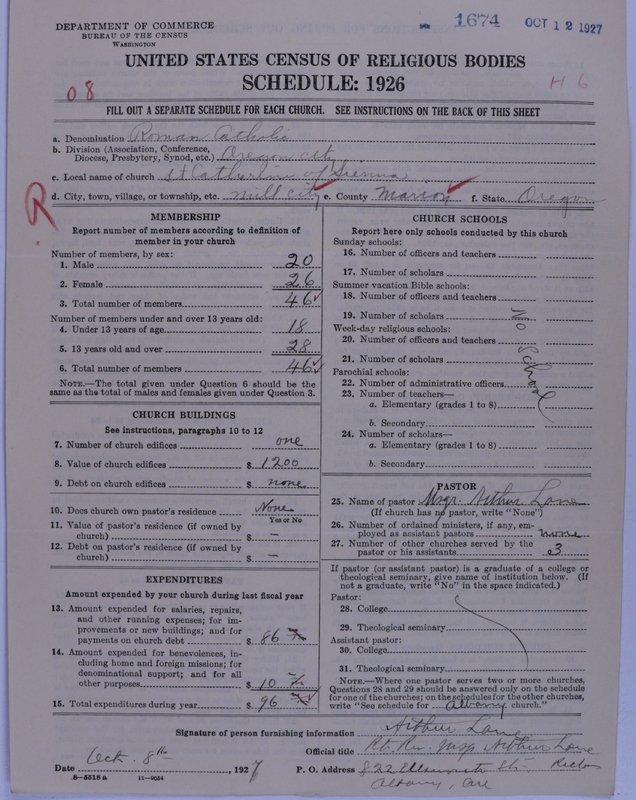 DEPARTMENT OF COMMERCE
BUREAU OF THE CENSUS
WASHINGTON
1674 OCT 12 1927
UNITED STATES CENSUS OF RELIGIOUS BODIES
SCHEDULE: 1926
08
H 6
FILL OUT A SEPARATE SCHEDULE FOR EACH CHURCH. SEE INSTRUCTIONS ON THE BACK OF THIS SHEET
a. Denomination Roman Catholic
b. Division (Association, Conference,
Diocese, Presbytery, Synod, etc.) Oregon City
c. Local name of church St Catherine of Sienna
d. City, town, village, or township, etc. Mill City e. County Marion f. State Oregon
MEMBERSHIP
Report number of members according to definition of
member in your church
Number of members, by sex:
1. Male 20
2. Female 26
3. Total number of members 46
Number of members under and over 13 years old:
4. Under 13 years of age 18
5. 13 years old and over 28
6. Total number of members 46
NOTE.—The total given under Question 6 should be
same as the total of males and females given under Question 3.
CHURCH BUILDINGS
See instructions, paragraphs 10 to 12
7. Number of church edifices one
8. Value of church edifices $ 1200
9. Debt on church edifices $ none
10. Does church own pastor's residence None
Yes or No
11. Value of pastor's residence (if owned by
church) $ —
12. Debt on pastor's residence (if owned by
church) $ —
EXPENDITURES
Amount expended by your church during last fiscal year
13. Amount expended for salaries, repairs,
and other running expenses; for im-
provements or new buildings; and for
payments on church debt $ 86
14. Amount expended for benevolences, in-
cluding home and foreign missions; for
denominational support; and for all
other purposes $ 10
15. Total expenditures during year $ 96
CHURCH SCHOOLS
Report here only schools conducted by this church
Sunday schools:
16. Number of officers and teachers
17. Number of scholars
Summer vacation Bible schools:
18. Number of officers and teachers
19. Number of scholars
Week-day religious schools:
20. Number of officers and teachers
21. Number of scholars
Parochial schools:
22. Number of administrative officers
23. Number of teachers—
a. Elementary (grades 1 to 8)
b. Secondary
24. Number of scholars—
a. Elementary (grades 1 to 8)
b. Secondary
No School
PASTOR
25. Name of pastor Msgr. Arthur Lane
(If church has no pastor, write "None")
26. Number of ordained ministers, if any, em-
ployed as assistant pastors none
27. Number of other churches served by the
pastor or his assistants 3
If pastor (or assistant pastor) is a graduate of a college or
theological seminary, give name of institution below. (If
not a graduate, write "No" in the space indicated.)
Pastor:
28. College
29. Theological seminary
Assistant pastor:
30. College
31. Theological seminary
NOTE.—Where one pastor serves two or more churches,
Questions 28 and 29 should be answered only on the schedule
for one of the churches; on the schedules for the other churches,
write "See schedule for Albany church."
Signature of person furnishing information Arthur Lane
Official title Rt. Rev. Msgr Arthur Lane
Rector
Date Oct. 8th, 1927 P. O. Address 822 Ellsworth St.
Albany, Ore
8—5518a 11—9054